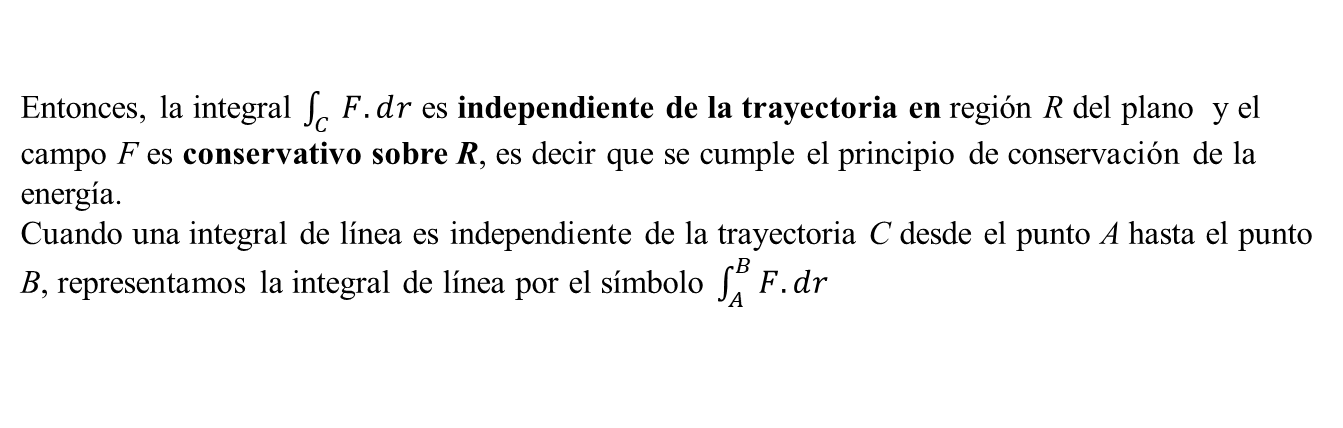 Entonces, la integral ∫_C F.dr es independiente de la trayectoria en región R del plano y el
campo F es conservativo sobre R, es decir que se cumple el principio de conservación de la
energía.
Cuando una integral de línea es independiente de la trayectoria C desde el punto A hasta el punto
B, representamos la integral de línea por el símbolo ∫_A^B F.dr